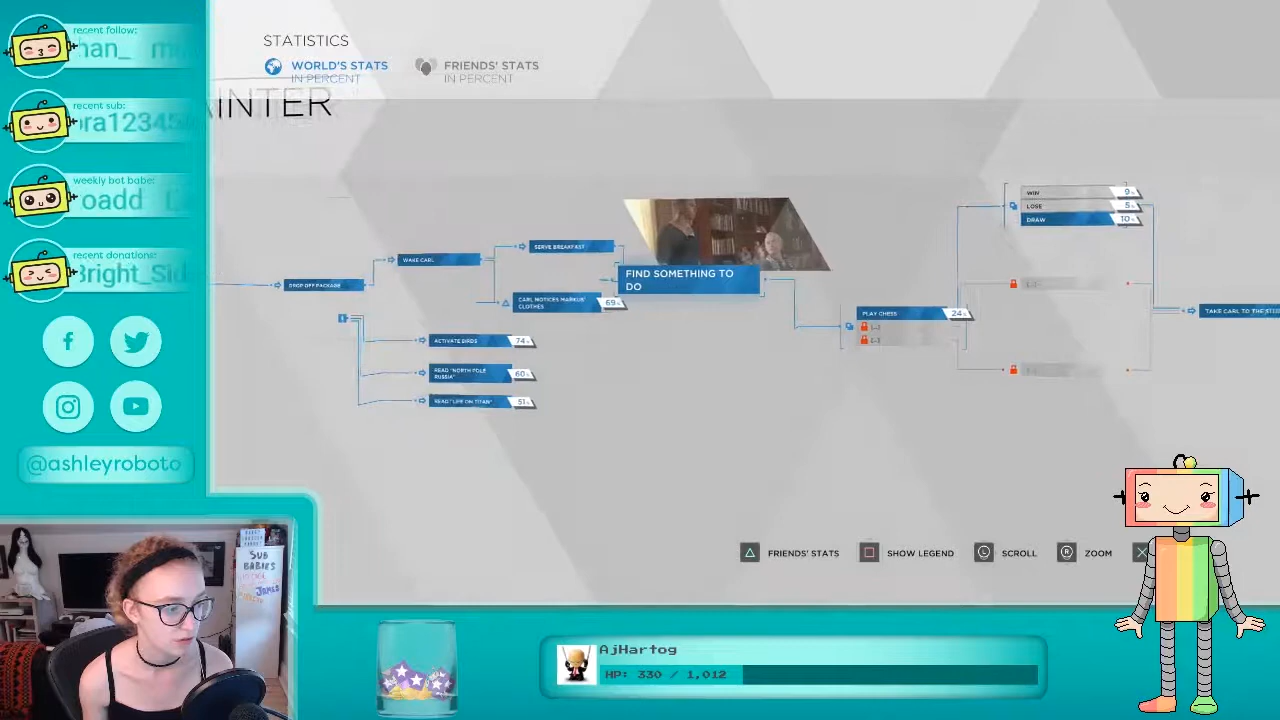 recent follow:
recent sub:
weekly bot babe:
recent donations:
@ashleyroboto
STATISTICS
WORLD'S STATS
IN PERCENT
FRIENDS' STATS
IN PERCENT
AINTER
DROP OFF PACKAGE
WAKE CARL
SERVE BREAKFAST
CARL NOTICES MARKUS'
CLOTHES
69%
ACTIVATE BIRDS 74%
READ "NORTH POLE
RUSSIA"
60%
READ "LIFE ON TITAN" 51%
FIND SOMETHING TO
DO
PLAY CHESS 24%
WIN 9%
LOSE 5%
DRAW 10%
TAKE CARL TO THE
FRIENDS' STATS
SHOW LEGEND
L SCROLL
R ZOOM
SUB
BABIES
JAMES
AjHartog
HP: 330 / 1,012